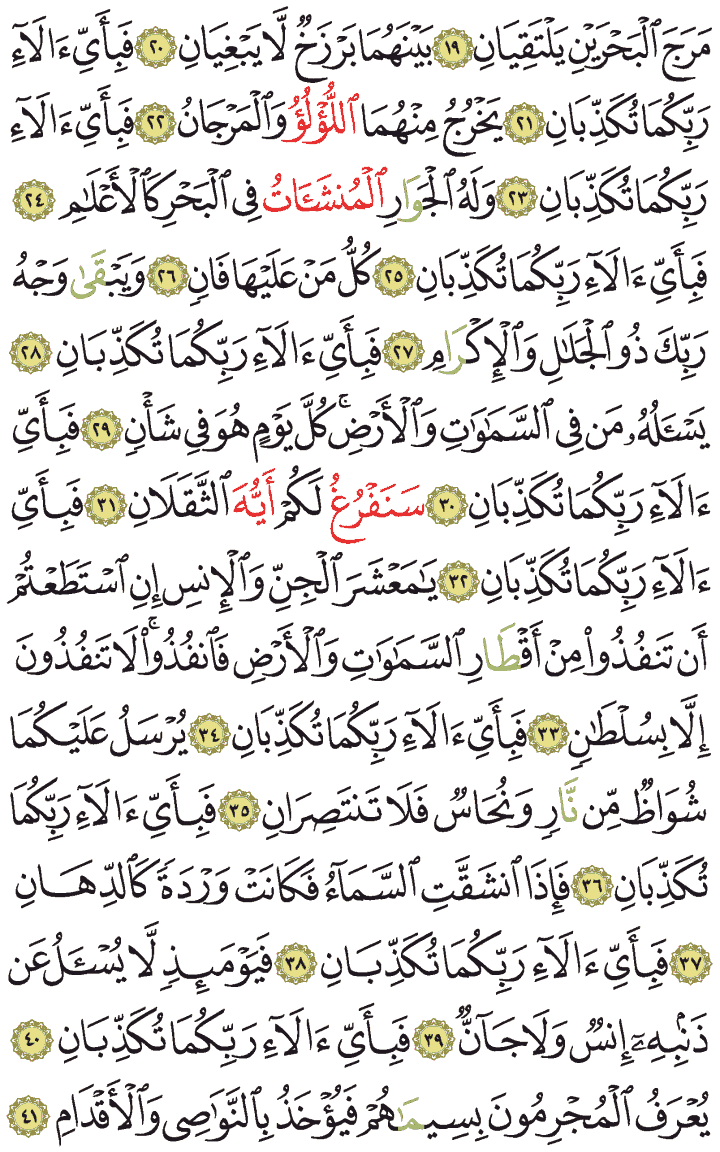 مَرَجَ ٱلْبَحْرَيْنِ يَلْتَقِيَانِ ١٩ بَيْنَهُمَا بَرْزَخٌ لَّا يَبْغِيَانِ ٢٠ فَبِأَيِّ ءَالَآءِ
رَبِّكُمَا تُكَذِّبَانِ ٢١ يَخْرُجُ مِنْهُمَا ٱللُّؤْلُؤُ وَٱلْمَرْجَانُ ٢٢ فَبِأَيِّ ءَالَآءِ
رَبِّكُمَا تُكَذِّبَانِ ٢٣ وَلَهُ ٱلْجَوَارِ ٱلْمُنشَـَٔاتُ فِى ٱلْبَحْرِ كَٱلْأَعْلَٰمِ ٢٤
فَبِأَيِّ ءَالَآءِ رَبِّكُمَا تُكَذِّبَانِ ٢٥ كُلُّ مَنْ عَلَيْهَا فَانٍ ٢٦ وَيَبْقَىٰ وَجْهُ
رَبِّكَ ذُو ٱلْجَلَٰلِ وَٱلْإِكْرَامِ ٢٧ فَبِأَيِّ ءَالَآءِ رَبِّكُمَا تُكَذِّبَانِ ٢٨
يَسْـَٔلُهُۥ مَن فِى ٱلسَّمَٰوَٰتِ وَٱلْأَرْضِ ۚ كُلَّ يَوْمٍ هُوَ فِى شَأْنٍ ٢٩ فَبِأَيِّ
ءَالَآءِ رَبِّكُمَا تُكَذِّبَانِ ٣٠ سَنَفْرُغُ لَكُمْ أَيُّهَ ٱلثَّقَلَانِ ٣١ فَبِأَيِّ
ءَالَآءِ رَبِّكُمَا تُكَذِّبَانِ ٣٢ يَٰمَعْشَرَ ٱلْجِنِّ وَٱلْإِنسِ إِنِ ٱسْتَطَعْتُمْ
أَن تَنفُذُوا۟ مِنْ أَقْطَارِ ٱلسَّمَٰوَٰتِ وَٱلْأَرْضِ فَٱنفُذُوا۟ ۚ لَا تَنفُذُونَ
إِلَّا بِسُلْطَٰنٍ ٣٣ فَبِأَيِّ ءَالَآءِ رَبِّكُمَا تُكَذِّبَانِ ٣٤ يُرْسَلُ عَلَيْكُمَا
شُوَاظٌ مِّن نَّارٍ وَنُحَاسٌ فَلَا تَنتَصِرَانِ ٣٥ فَبِأَيِّ ءَالَآءِ رَبِّكُمَا
تُكَذِّبَانِ ٣٦ فَإِذَا ٱنشَقَّتِ ٱلسَّمَآءُ فَكَانَتْ وَرْدَةً كَٱلدِّهَانِ
٣٧ فَبِأَيِّ ءَالَآءِ رَبِّكُمَا تُكَذِّبَانِ ٣٨ فَيَوْمَئِذٍ لَّا يُسْـَٔلُ عَن
ذَنۢبِهِۦٓ إِنسٌ وَلَا جَآنٌّ ٣٩ فَبِأَيِّ ءَالَآءِ رَبِّكُمَا تُكَذِّبَانِ ٤٠
يُعْرَفُ ٱلْمُجْرِمُونَ بِسِيمَٰهُمْ فَيُؤْخَذُ بِٱلنَّوَٰصِى وَٱلْأَقْدَامِ ٤١